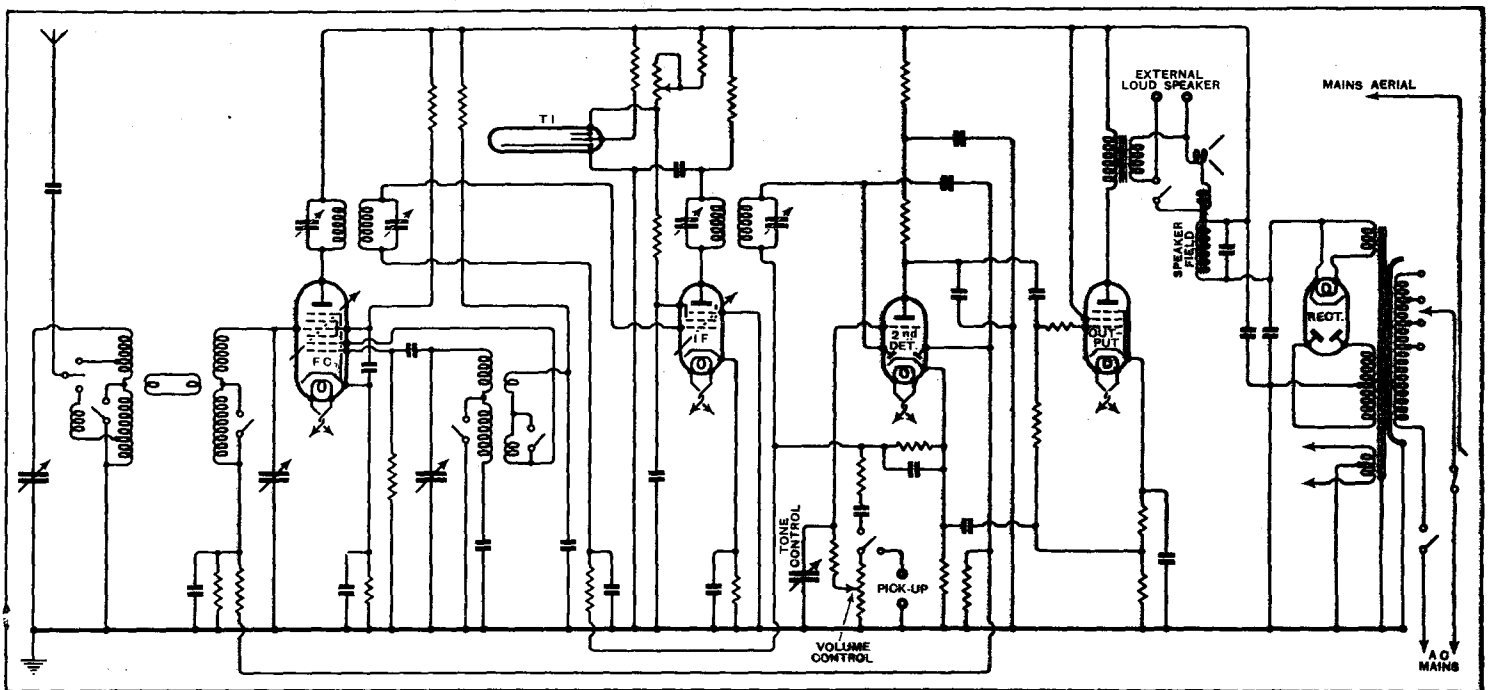 EXTERNAL
LOUD SPEAKER
MAINS AERIAL
T I
SPEAKER
FIELD
F.C.
I F
2nd
DET.
OUT-
PUT
RECT.
TONE
CONTROL
PICK-UP
VOLUME
CONTROL
A C
MAINS